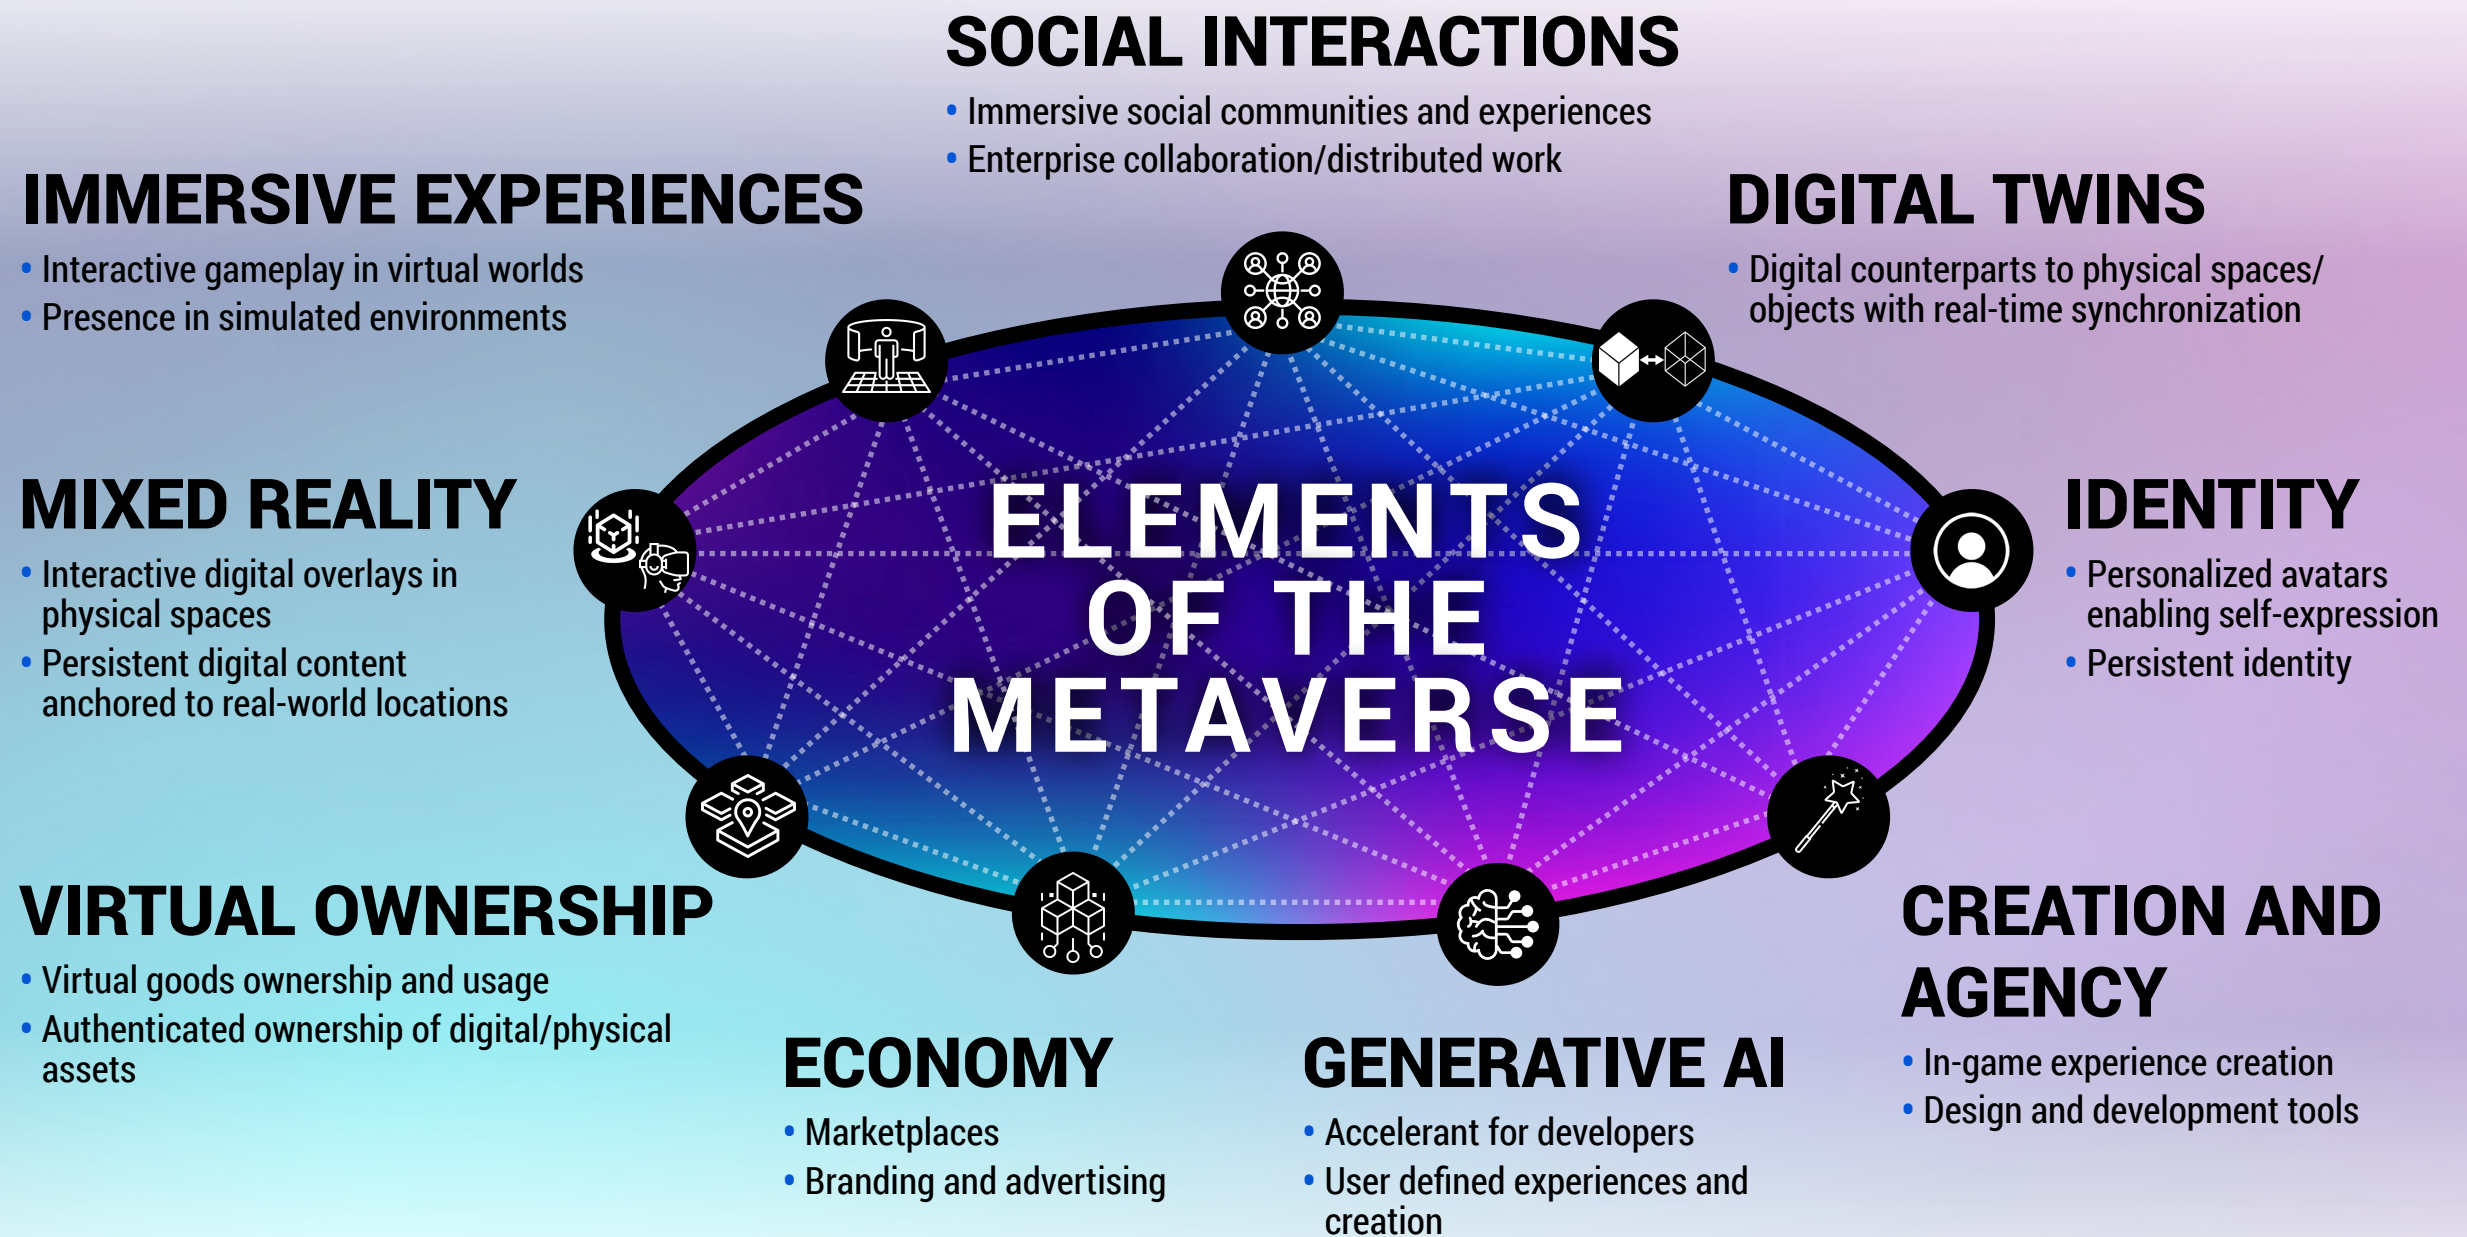 SOCIAL INTERACTIONS
• Immersive social communities and experiences
• Enterprise collaboration/distributed work
IMMERSIVE EXPERIENCES
• Interactive gameplay in virtual worlds
• Presence in simulated environments
DIGITAL TWINS
• Digital counterparts to physical spaces/
objects with real-time synchronization
MIXED REALITY
• Interactive digital overlays in
physical spaces
• Persistent digital content
anchored to real-world locations
ELEMENTS
OF THE
METAVERSE
IDENTITY
• Personalized avatars
enabling self-expression
• Persistent identity
VIRTUAL OWNERSHIP
• Virtual goods ownership and usage
• Authenticated ownership of digital/physical
assets
ECONOMY
• Marketplaces
• Branding and advertising
GENERATIVE AI
• Accelerant for developers
• User defined experiences and
creation
CREATION AND
AGENCY
• In-game experience creation
• Design and development tools